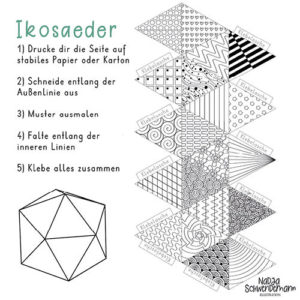 Ikosaeder
1) Drucke dir die Seite auf
stabiles Papier oder Karton
2) Schneide entlang der
Außenlinie aus
3) Muster ausmalen
4) Falte entlang der
inneren Linien
5) Klebe alles zusammen
Nadja
Schwendemann